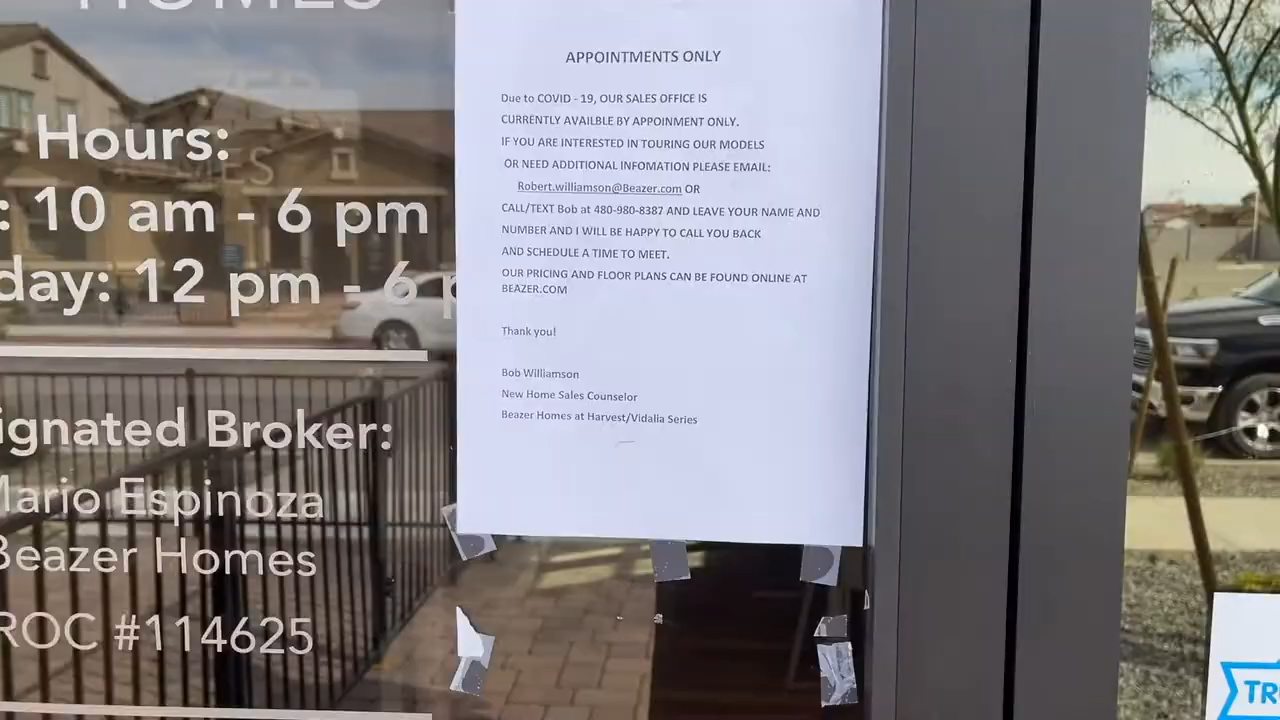 HOMES
Hours:
: 10 am - 6 pm
day: 12 pm - 6 p
ignated Broker:
Mario Espinoza
Beazer Homes
ROC #114625
APPOINTMENTS ONLY
Due to COVID - 19, OUR SALES OFFICE IS
CURRENTLY AVAILBLE BY APPOINMENT ONLY.
IF YOU ARE INTERESTED IN TOURING OUR MODELS
OR NEED ADDITIONAL INFOMATION PLEASE EMAIL:
Robert.williamson@Beazer.com OR
CALL/TEXT Bob at 480-980-8387 AND LEAVE YOUR NAME AND
NUMBER AND I WILL BE HAPPY TO CALL YOU BACK
AND SCHEDULE A TIME TO MEET.
OUR PRICING AND FLOOR PLANS CAN BE FOUND ONLINE AT
BEAZER.COM
Thank you!
Bob Williamson
New Home Sales Counselor
Beazer Homes at Harvest/Vidalia Series
TR